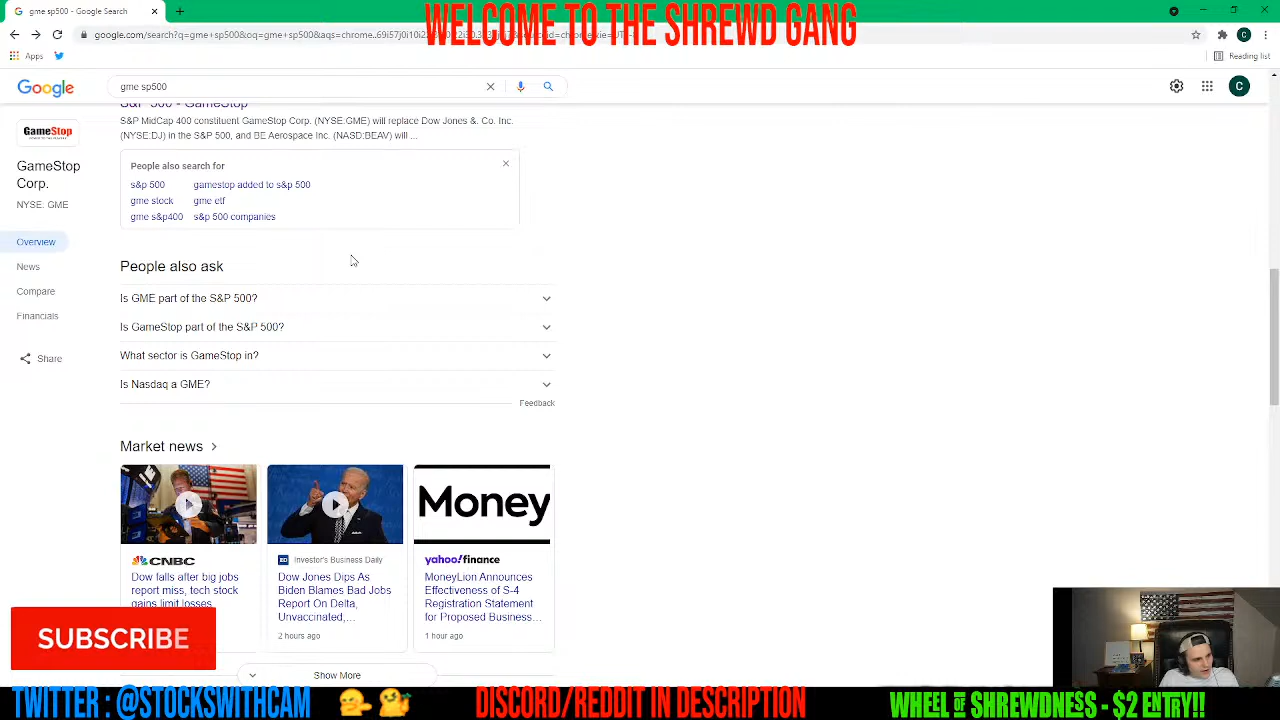 gme sp500 - Google Search
WELCOME TO THE SHREWD GANG
Apps
Reading list
Google
gme sp500
C
C
S&P 500 - GameStop
S&P MidCap 400 constituent GameStop Corp. (NYSE:GME) will replace Dow Jones &. Co. Inc.
(NYSE:DJ) in the S&P 500, and BE Aerospace Inc. (NASD:BEAV) will ...
GameStop
GameStop
Corp.
NYSE: GME
Overview
News
Compare
Financials
Share
People also search for
s&p 500
gamestop added to s&p 500
gme stock
gme etf
gme s&p400
s&p 500 companies
People also ask
Is GME part of the S&P 500?
Is GameStop part of the S&P 500?
What sector is GameStop in?
Is Nasdaq a GME?
Feedback
Market news
Money
CNBC
Dow falls after big jobs
report miss, tech stock
gains limit losses
Investor's Business Daily
Dow Jones Dips As
Biden Blames Bad Jobs
Report On Delta,
Unvaccinated,...
2 hours ago
yahoo!finance
MoneyLion Announces
Effectiveness of S-4
Registration Statement
for Proposed Business...
1 hour ago
SUBSCRIBE
Show More
TWITTER : @STOCKSWITHCAM
DISCORD/REDDIT IN DESCRIPTION
WHEEL OF SHREWDNESS - $2 ENTRY!!